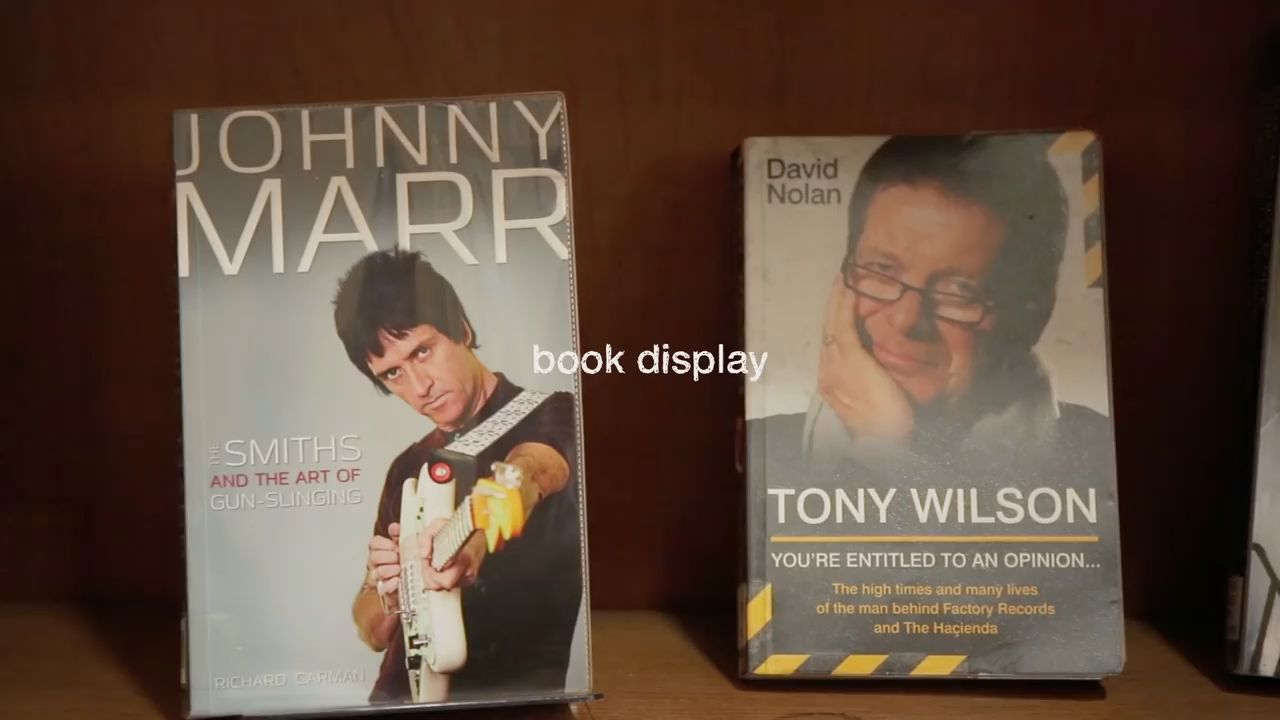 JOHNNY
MARR
THE SMITHS
AND THE ART OF
GUN-SLINGING
RICHARD CARMAN
book display
David
Nolan
TONY WILSON
YOU'RE ENTITLED TO AN OPINION...
The high times and many lives
of the man behind Factory Records
and The Haçienda